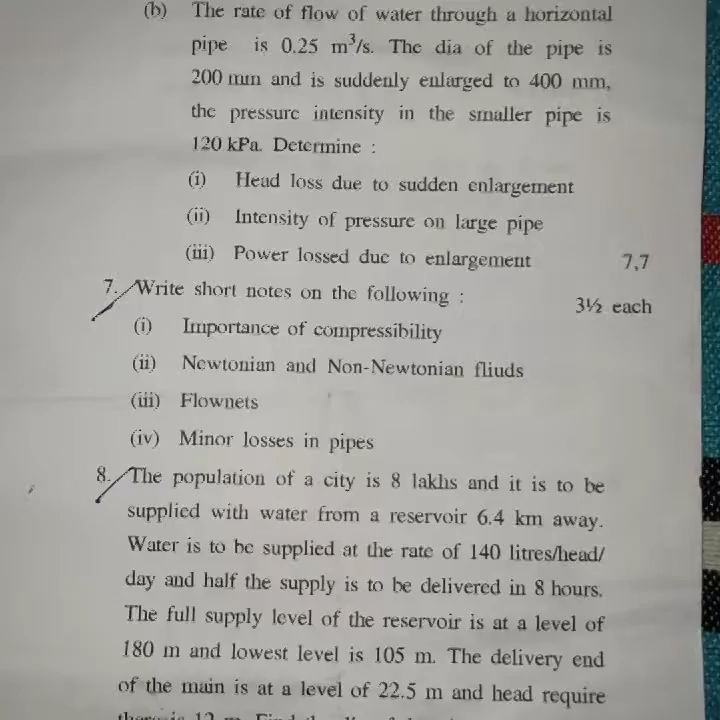 (b) The rate of flow of water through a horizontal
pipe is 0.25 m³/s. The dia of the pipe is
200 mm and is suddenly enlarged to 400 mm,
the pressure intensity in the smaller pipe is
120 kPa. Determine :
(i) Head loss due to sudden enlargement
(ii) Intensity of pressure on large pipe
(iii) Power lossed due to enlargement 7,7
7. Write short notes on the following : 3½ each
(i) Importance of compressibility
(ii) Newtonian and Non-Newtonian fliuds
(iii) Flownets
(iv) Minor losses in pipes
8. The population of a city is 8 lakhs and it is to be
supplied with water from a reservoir 6.4 km away.
Water is to be supplied at the rate of 140 litres/head/
day and half the supply is to be delivered in 8 hours.
The full supply level of the reservoir is at a level of
180 m and lowest level is 105 m. The delivery end
of the main is at a level of 22.5 m and head require